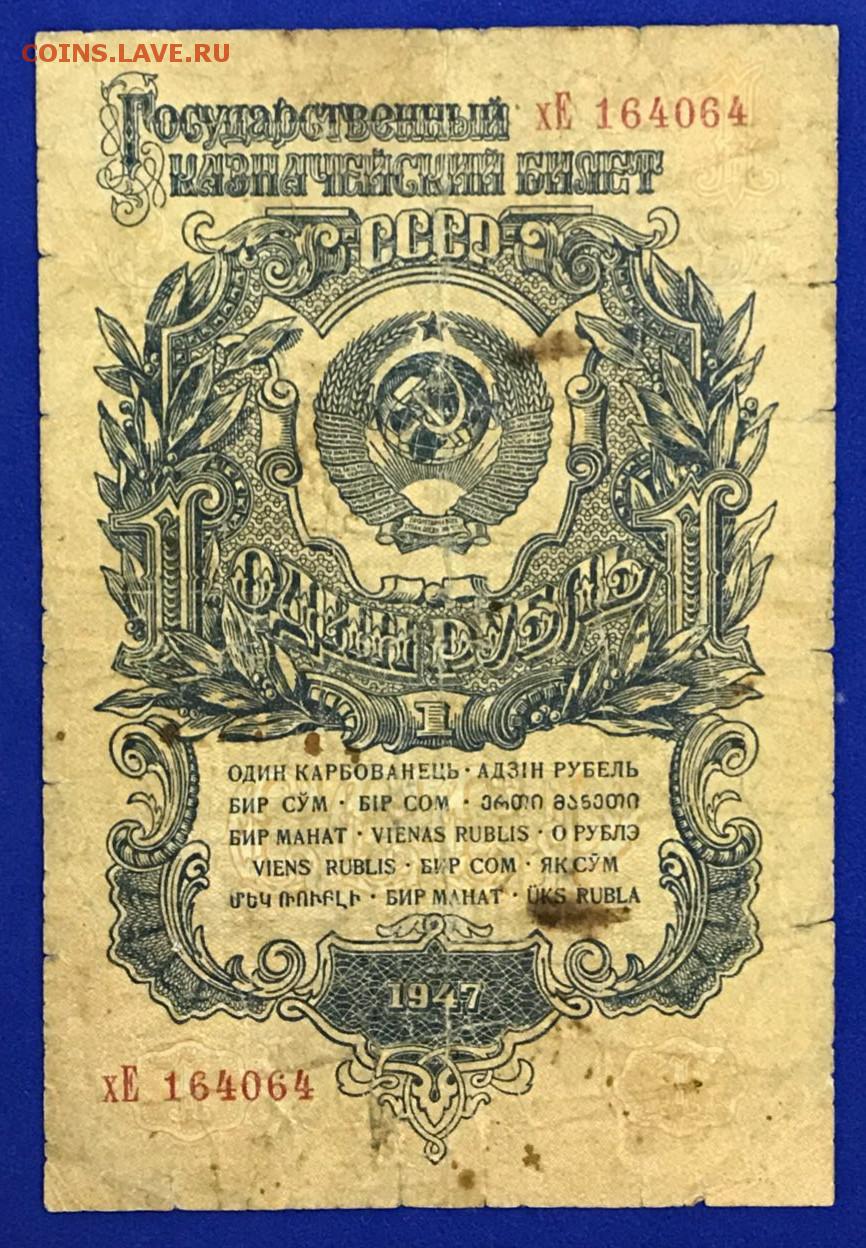 COINS.LAVE.RU
Государственный хЕ 164064
казначейский билет
СССР
1 1
ОДИН РУБЛЬ
1
ОДИН КАРБОВАНЕЦЬ · АДЗІН РУБЕЛЬ
БИР СЎМ · БІР СОМ · ᲔᲠᲗᲘ ᲛᲐᲜᲔᲗᲘ
БИР МАНАТ · VIENAS RUBLIS · О РУБЛЭ
VIENS RUBLIS · БИР СОМ · ЯК СӮМ
ՄԵԿ ՌՈՒԲԼԻ · БИР МАНАТ · ÜKS RUBLA
1947
хЕ 164064